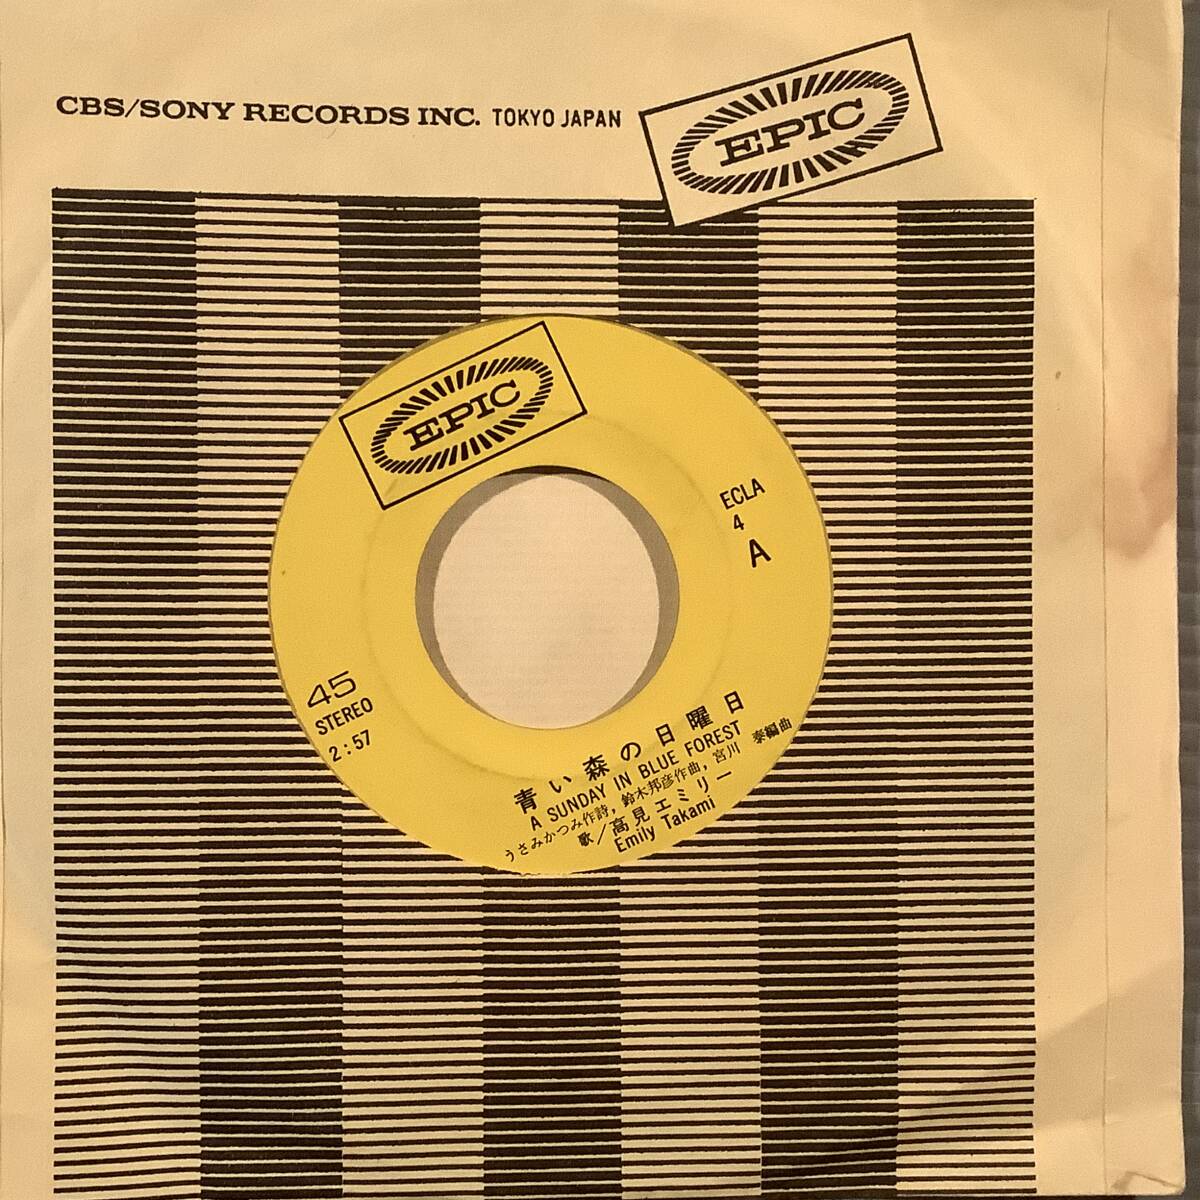 CBS/SONY RECORDS INC. TOKYO JAPAN
EPIC
EPIC
ECLA
4
A
45
STEREO
2:57
青い森の日曜日
A SUNDAY IN BLUE FOREST
うさみかつみ作詩，鈴木邦彦作曲，宮川 泰編曲
歌／高見エミリー
Emily Takami